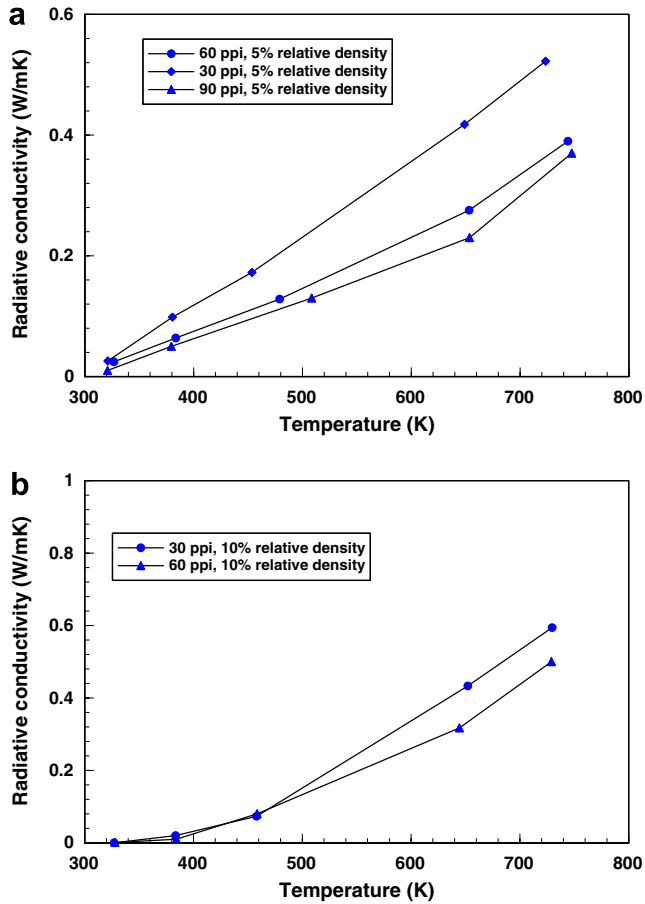 a
0.6
60 ppi, 5% relative density
30 ppi, 5% relative density
90 ppi, 5% relative density
0.4
0.2
0
Radiative conductivity (W/mK)
300 400 500 600 700 800
Temperature (K)
b
1
0.8
30 ppi, 10% relative density
60 ppi, 10% relative density
0.6
0.4
0.2
0
Radiative conductivity (W/mK)
300 400 500 600 700 800
Temperature (K)